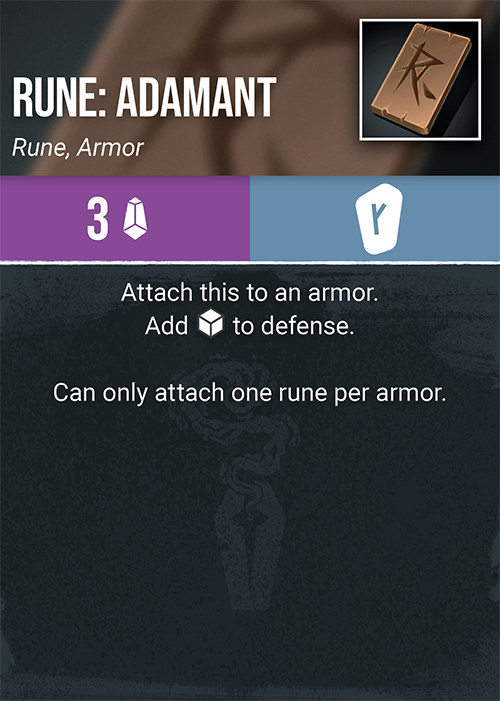 RUNE: ADAMANT
Rune, Armor
3
Attach this to an armor.
Add to defense.
Can only attach one rune per armor.